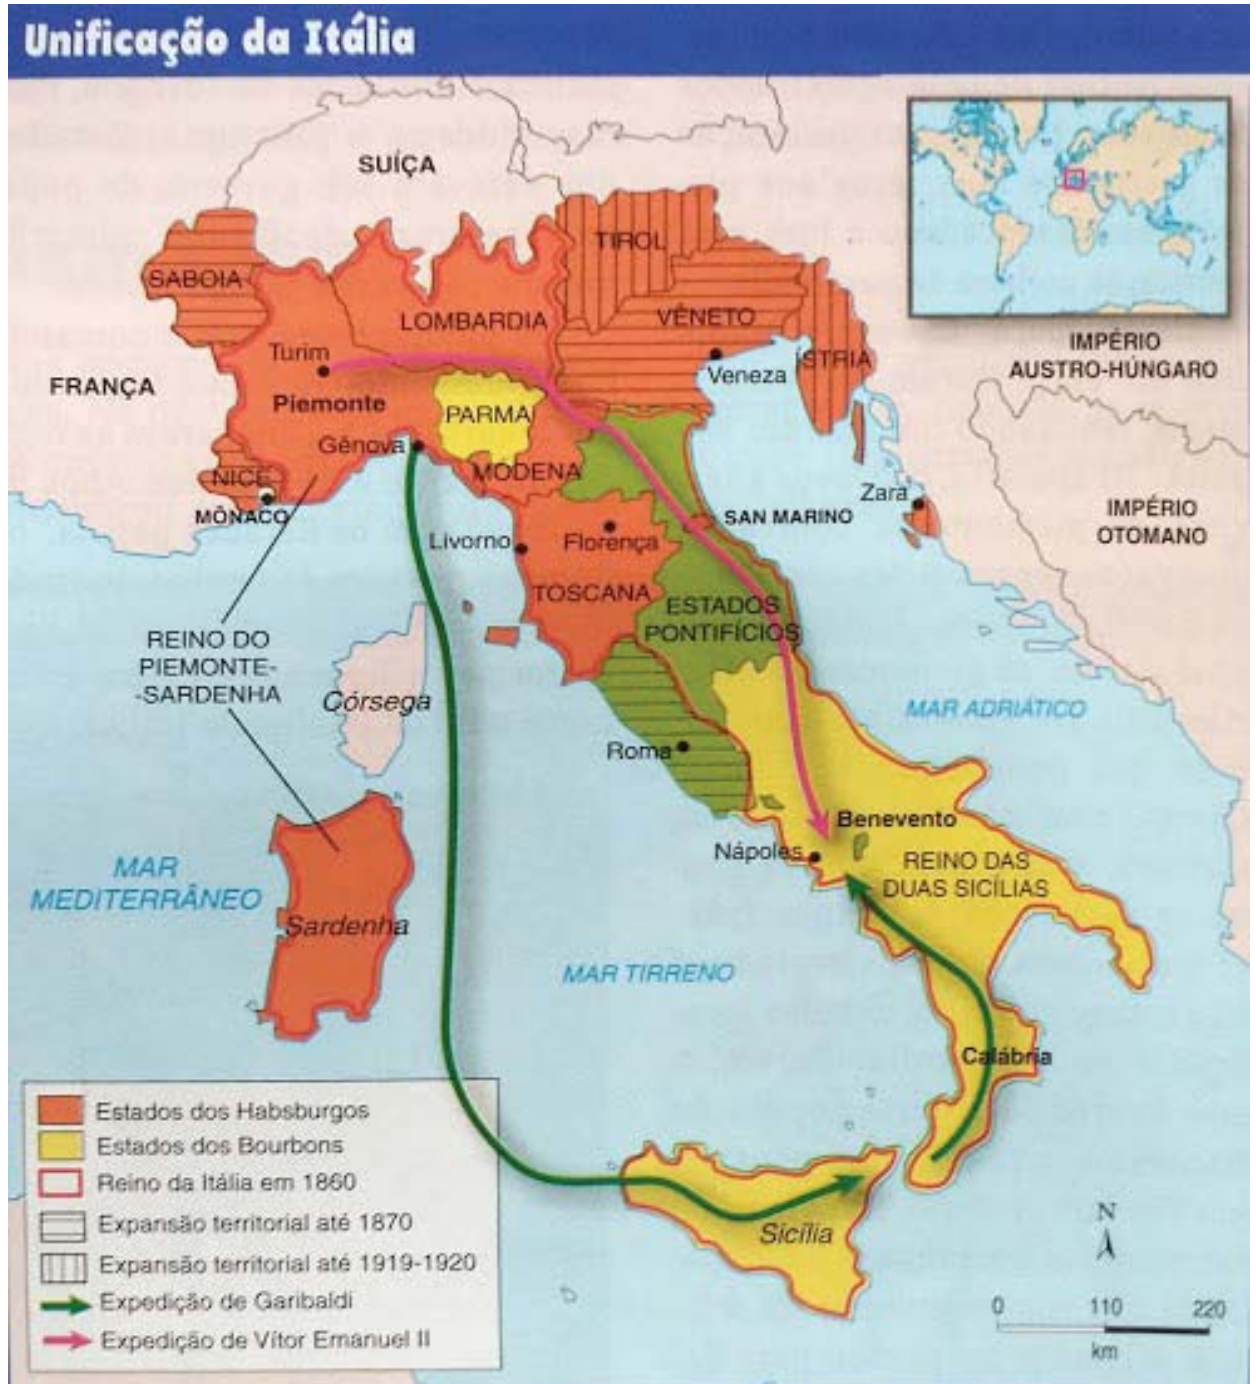 Unificação da Itália
SUÍÇA
TIROL
SABOIA
LOMBARDIA
VÊNETO
ÍSTRIA
IMPÉRIO
AUSTRO-HÚNGARO
Turim
Veneza
FRANÇA
Piemonte
PARMA
Gênova
MODENA
NICE
MÔNACO
Zara
SAN MARINO
IMPÉRIO
OTOMANO
Livorno
Florença
TOSCANA
ESTADOS
PONTIFÍCIOS
REINO DO
PIEMONTE-
-SARDENHA
Córsega
MAR ADRIÁTICO
Roma
Benevento
Nápoles
REINO DAS
DUAS SICÍLIAS
MAR
MEDITERRÂNEO
Sardenha
MAR TIRRENO
Calábria
Sicília
Estados dos Habsburgos
Estados dos Bourbons
Reino da Itália em 1860
Expansão territorial até 1870
Expansão territorial até 1919-1920
Expedição de Garibaldi
Expedição de Vítor Emanuel II
N
0 110 220
km